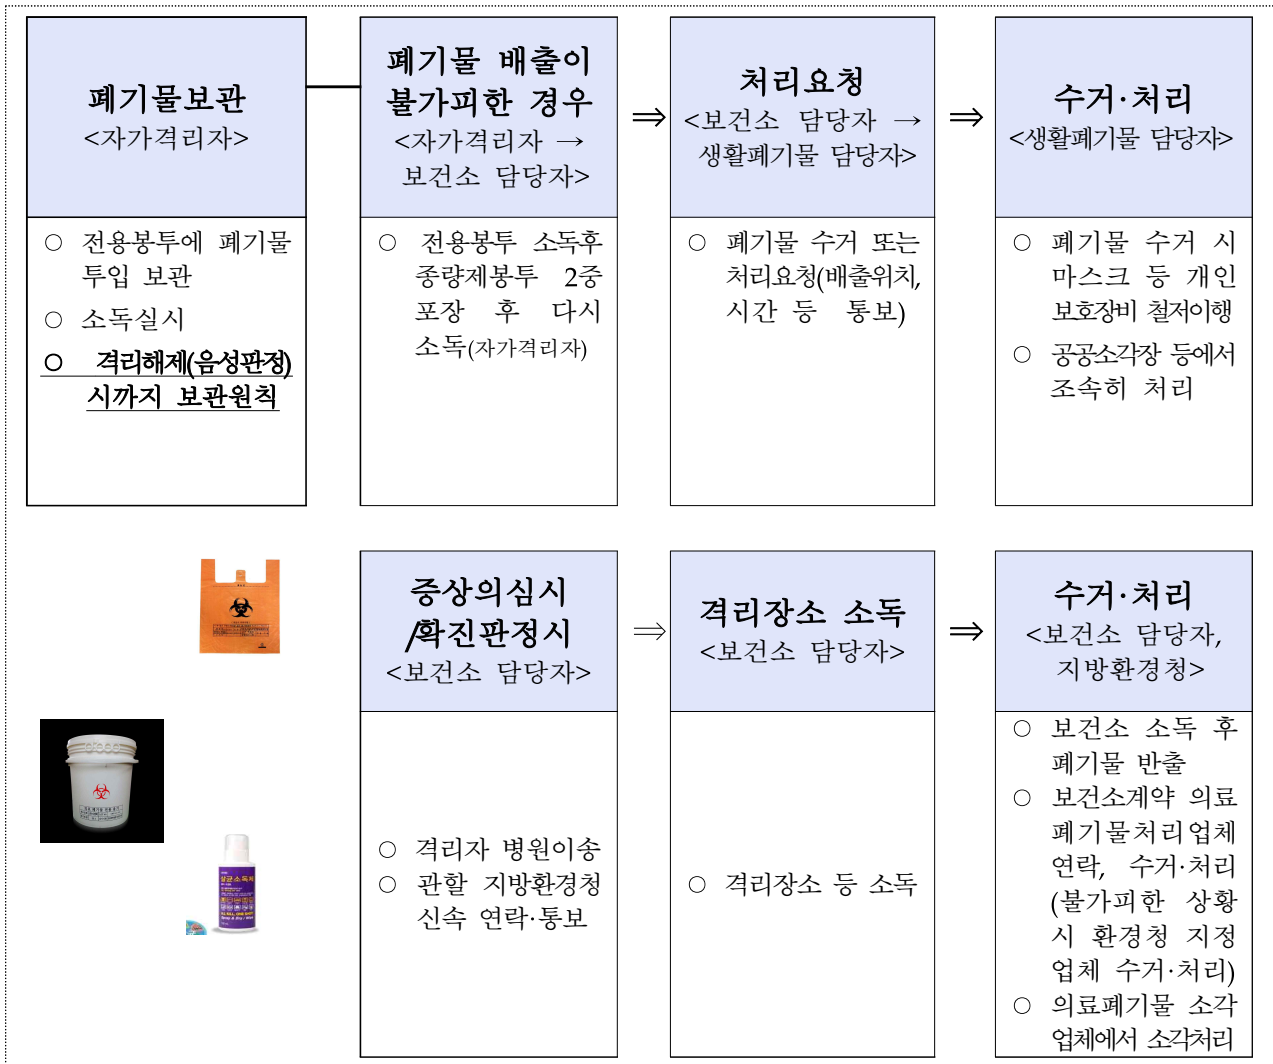 폐기물보관
<자가격리자>
○ 전용봉투에 폐기물
투입 보관
○ 소독실시
○ 격리해제(음성판정)
시까지 보관원칙
폐기물 배출이
불가피한 경우
<자가격리자 →
보건소 담당자>
○ 전용봉투 소독후
종량제봉투 2중
포장 후 다시
소독(자가격리자)
⇒
처리요청
<보건소 담당자 →
생활폐기물 담당자>
○ 폐기물 수거 또는
처리요청(배출위치,
시간 등 통보)
⇒
수거·처리
<생활폐기물 담당자>
○ 폐기물 수거 시
마스크 등 개인
보호장비 철저이행
○ 공공소각장 등에서
조속히 처리
증상의심시
/확진판정시
<보건소 담당자>
○ 격리자 병원이송
○ 관할 지방환경청
신속 연락·통보
⇒
격리장소 소독
<보건소 담당자>
○ 격리장소 등 소독
⇒
수거·처리
<보건소 담당자,
지방환경청>
○ 보건소 소독 후
폐기물 반출
○ 보건소계약 의료
폐기물처리업체
연락, 수거·처리
(불가피한 상황
시 환경청 지정
업체 수거·처리)
○ 의료폐기물 소각
업체에서 소각처리
살균소독제